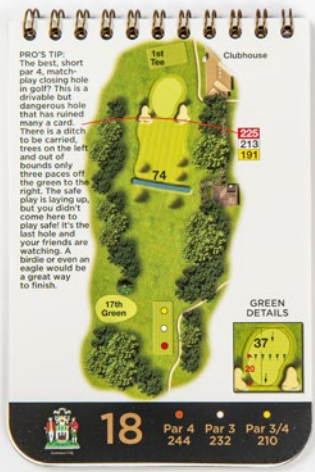 PRO'S TIP:
The best, short
par 4, match-
play closing hole
in golf? This is a
drivable but
dangerous hole
that has ruined
many a card.
There is a ditch
to be carried,
trees on the left
and out of
bounds only
three paces off
the green to the
right. The safe
play is laying up,
but you didn't
come here to
play safe! It's the
last hole and
your friends are
watching. A
birdie or even an
eagle would be
a great way
to finish.
1st
Tee
Clubhouse
225
213
191
74
17th
Green
GREEN
DETAILS
37
20
18
Par 4
244
Par 3
232
Par 3/4
210